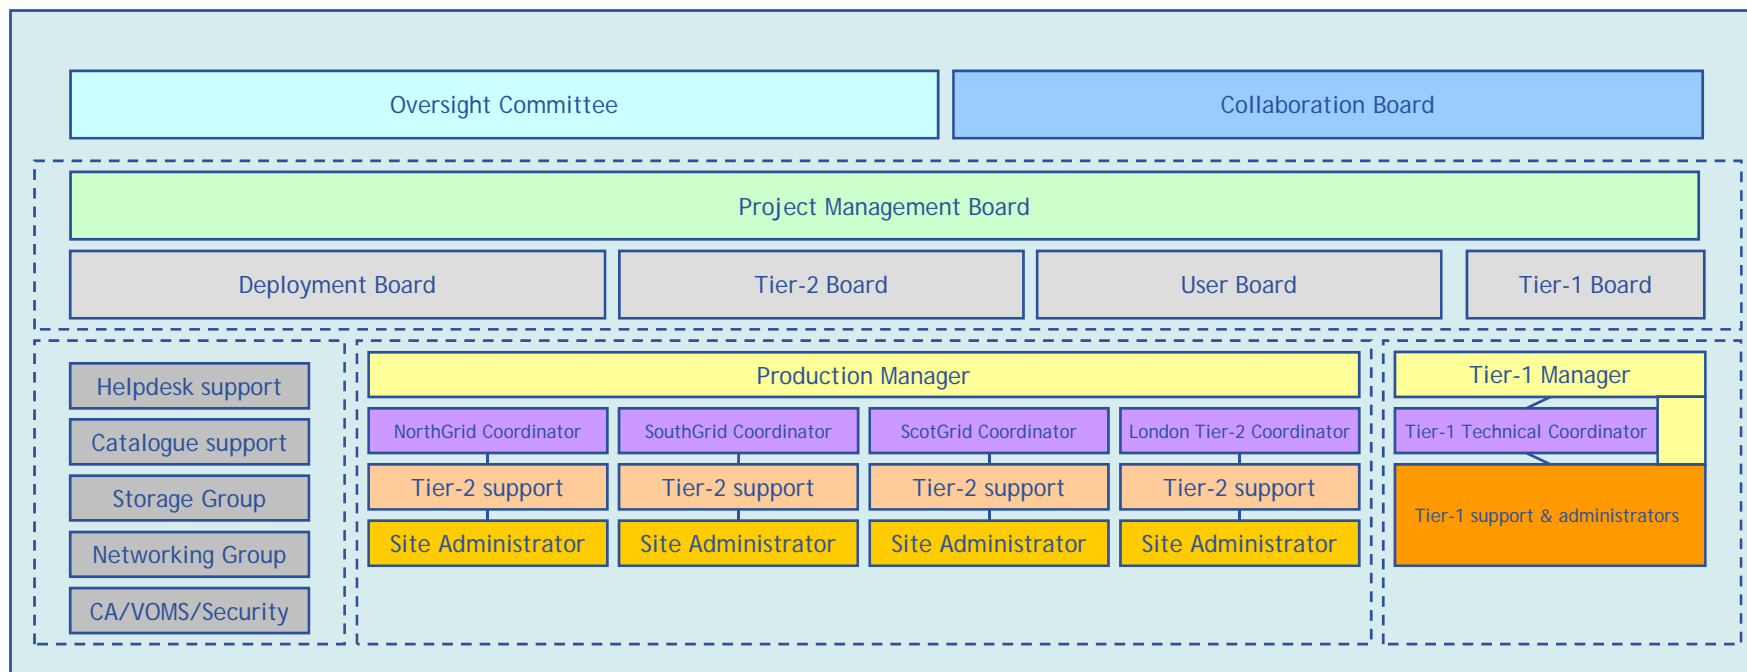 Oversight Committee
Collaboration Board
Project Management Board
Deployment Board
Tier-2 Board
User Board
Tier-1 Board
Helpdesk support
Catalogue support
Storage Group
Networking Group
CA/VOMS/Security
Production Manager
NorthGrid Coordinator
SouthGrid Coordinator
ScotGrid Coordinator
London Tier-2 Coordinator
Tier-2 support
Tier-2 support
Tier-2 support
Tier-2 support
Site Administrator
Site Administrator
Site Administrator
Site Administrator
Tier-1 Manager
Tier-1 Technical Coordinator
Tier-1 support & administrators